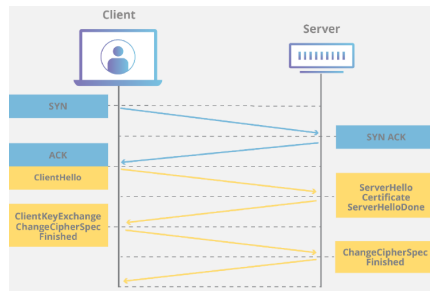 Client
Server
SYN
SYN ACK
ACK
ClientHello
ServerHello
Certificate
ServerHelloDone
ClientKeyExchange
ChangeCipherSpec
Finished
ChangeCipherSpec
Finished